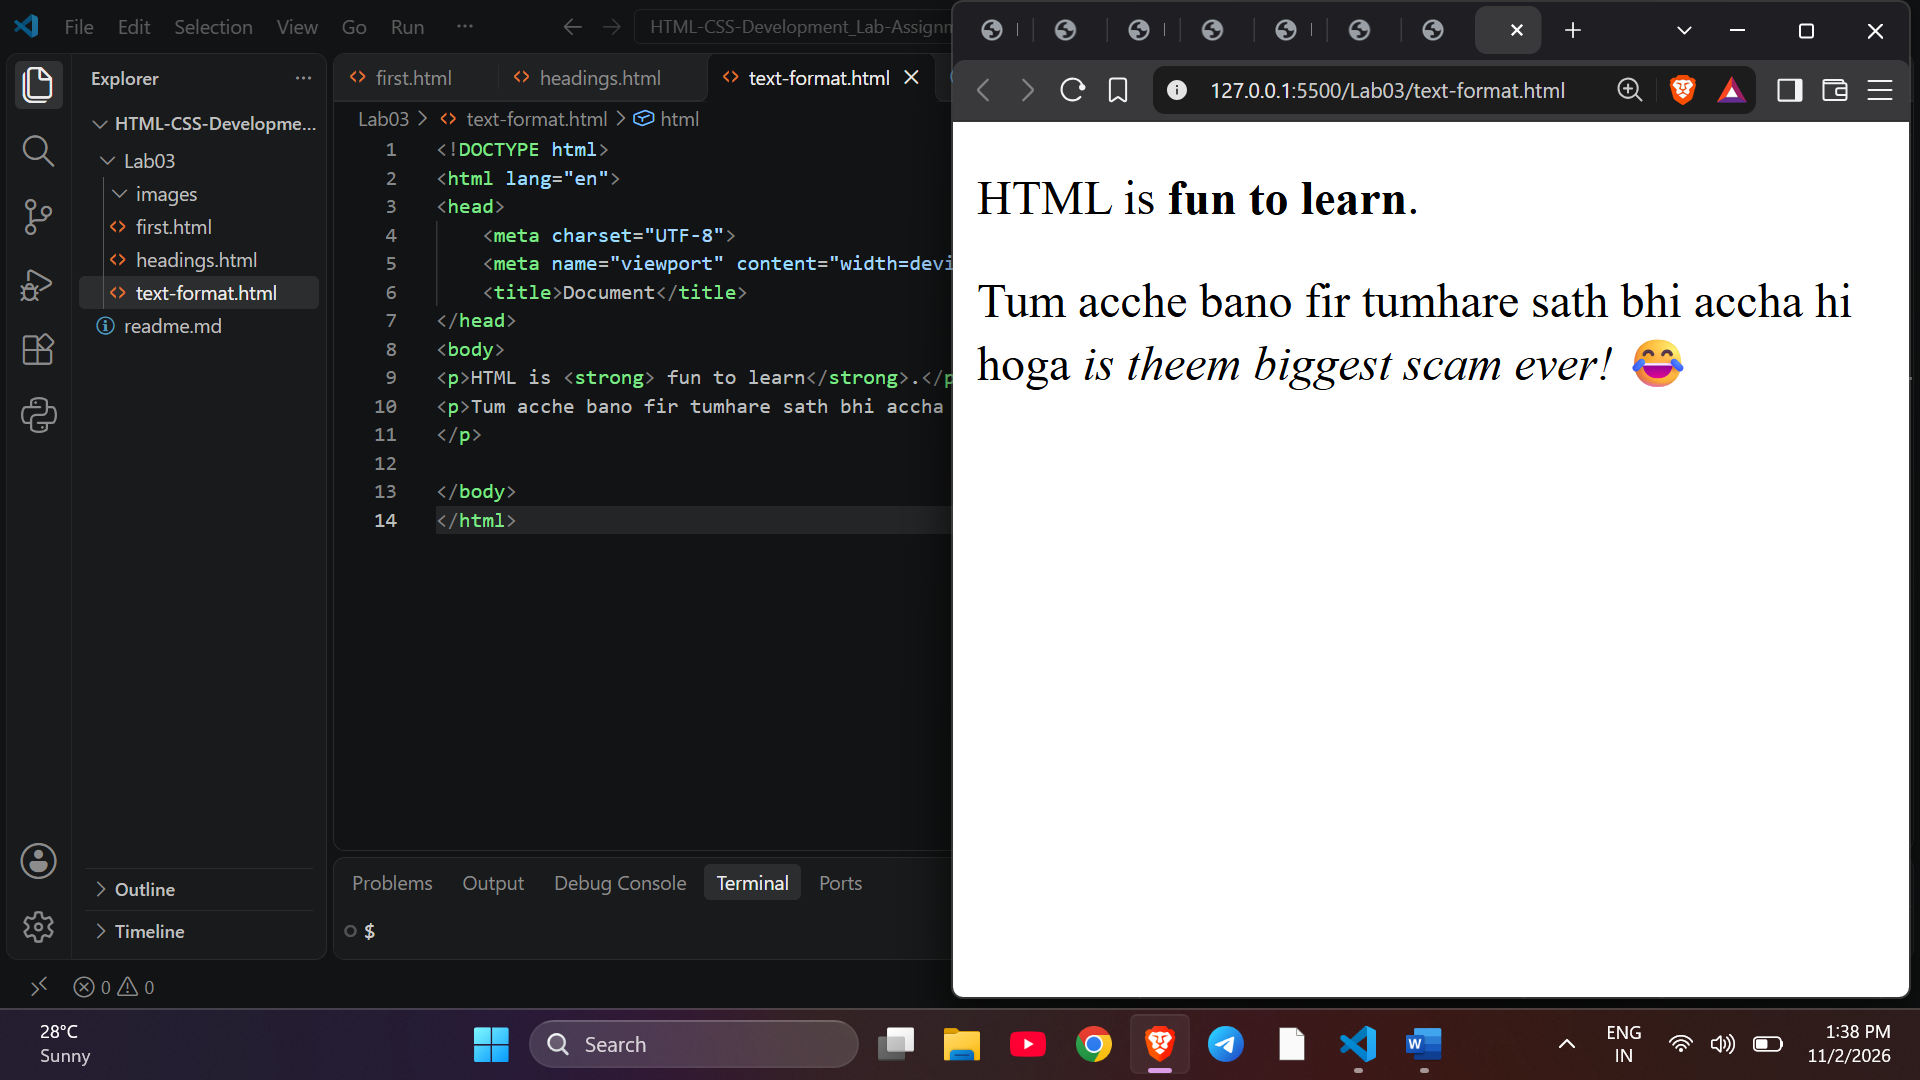 File Edit Selection View Go Run ··· HTML-CSS-Development_Lab-Assignm
Explorer ···
HTML-CSS-Developme...
Lab03
images
first.html
headings.html
text-format.html
readme.md
Outline
Timeline
first.html headings.html text-format.html
Lab03 > text-format.html > html
1 <!DOCTYPE html>
2 <html lang="en">
3 <head>
4 <meta charset="UTF-8">
5 <meta name="viewport" content="width=devi
6 <title>Document</title>
7 </head>
8 <body>
9 <p>HTML is <strong> fun to learn</strong>.</p
10 <p>Tum acche bano fir tumhare sath bhi accha
11 </p>
12
13 </body>
14 </html>
Problems Output Debug Console Terminal Ports
$
0 0
127.0.0.1:5500/Lab03/text-format.html
HTML is fun to learn.
Tum acche bano fir tumhare sath bhi accha hi
hoga is theem biggest scam ever! 😂
28°C
Sunny
Search
W
ENG
IN
1:38 PM
11/2/2026